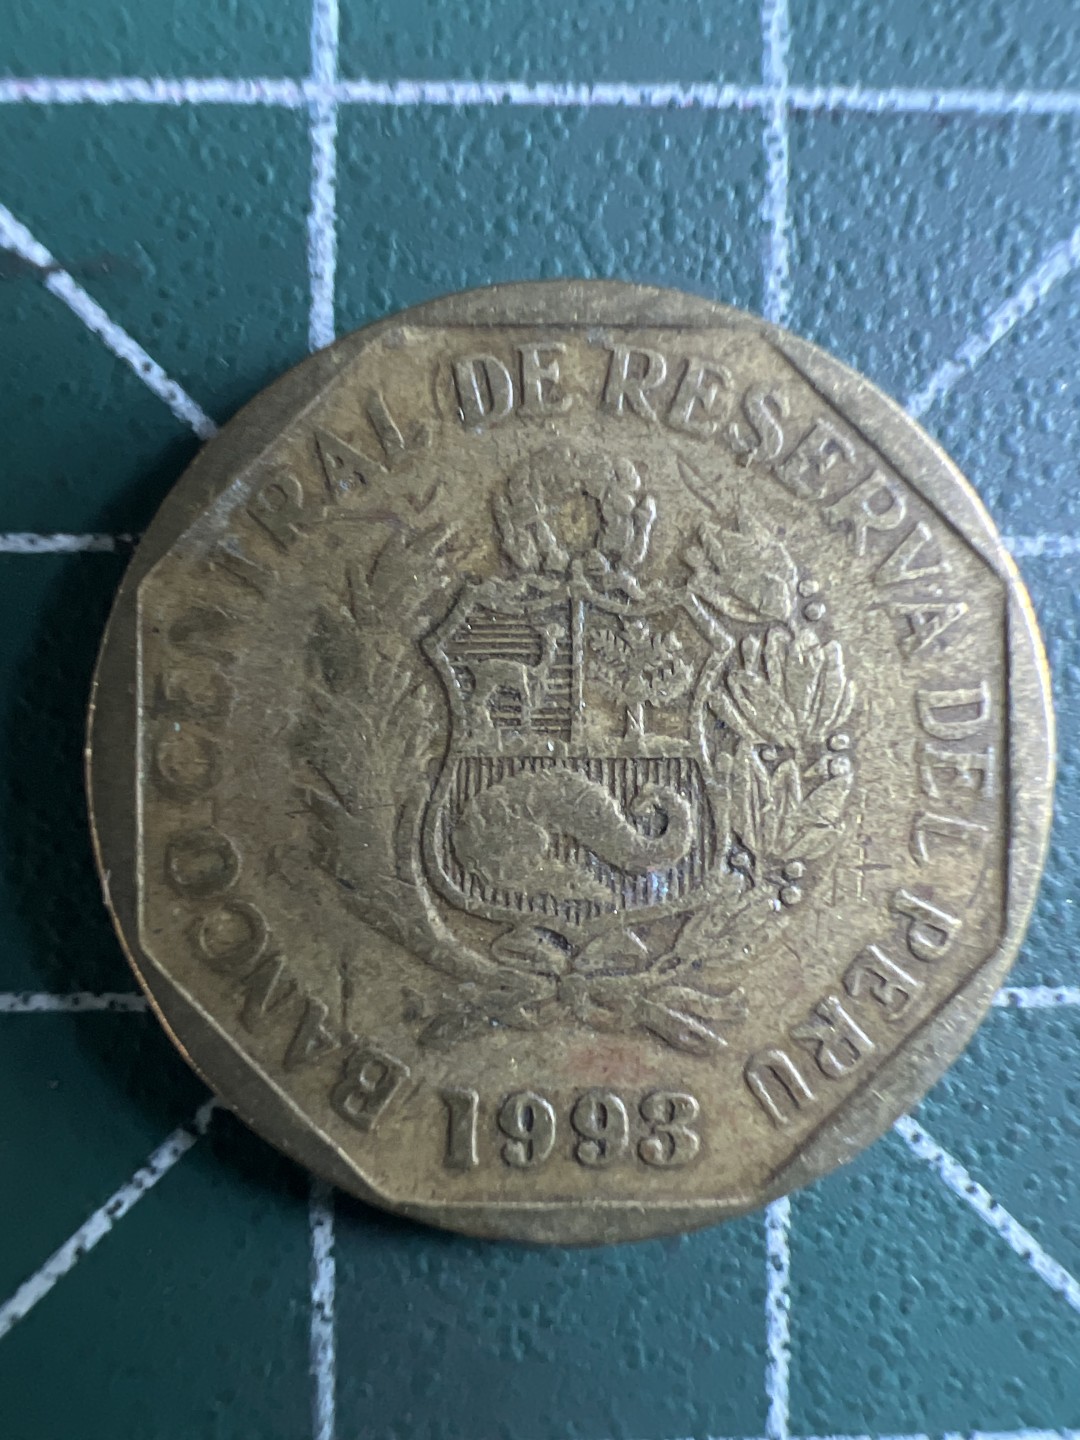 BANCO CENTRAL DE RESERVA DEL PERU
1993